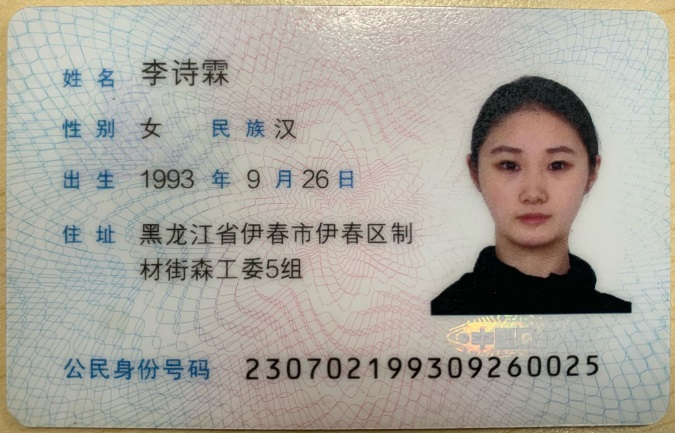 姓名 李诗霖
性别 女 民族 汉
出生 1993 年 9 月 26 日
住址 黑龙江省伊春市伊春区制
材街森工委5组
公民身份号码 230702199309260025